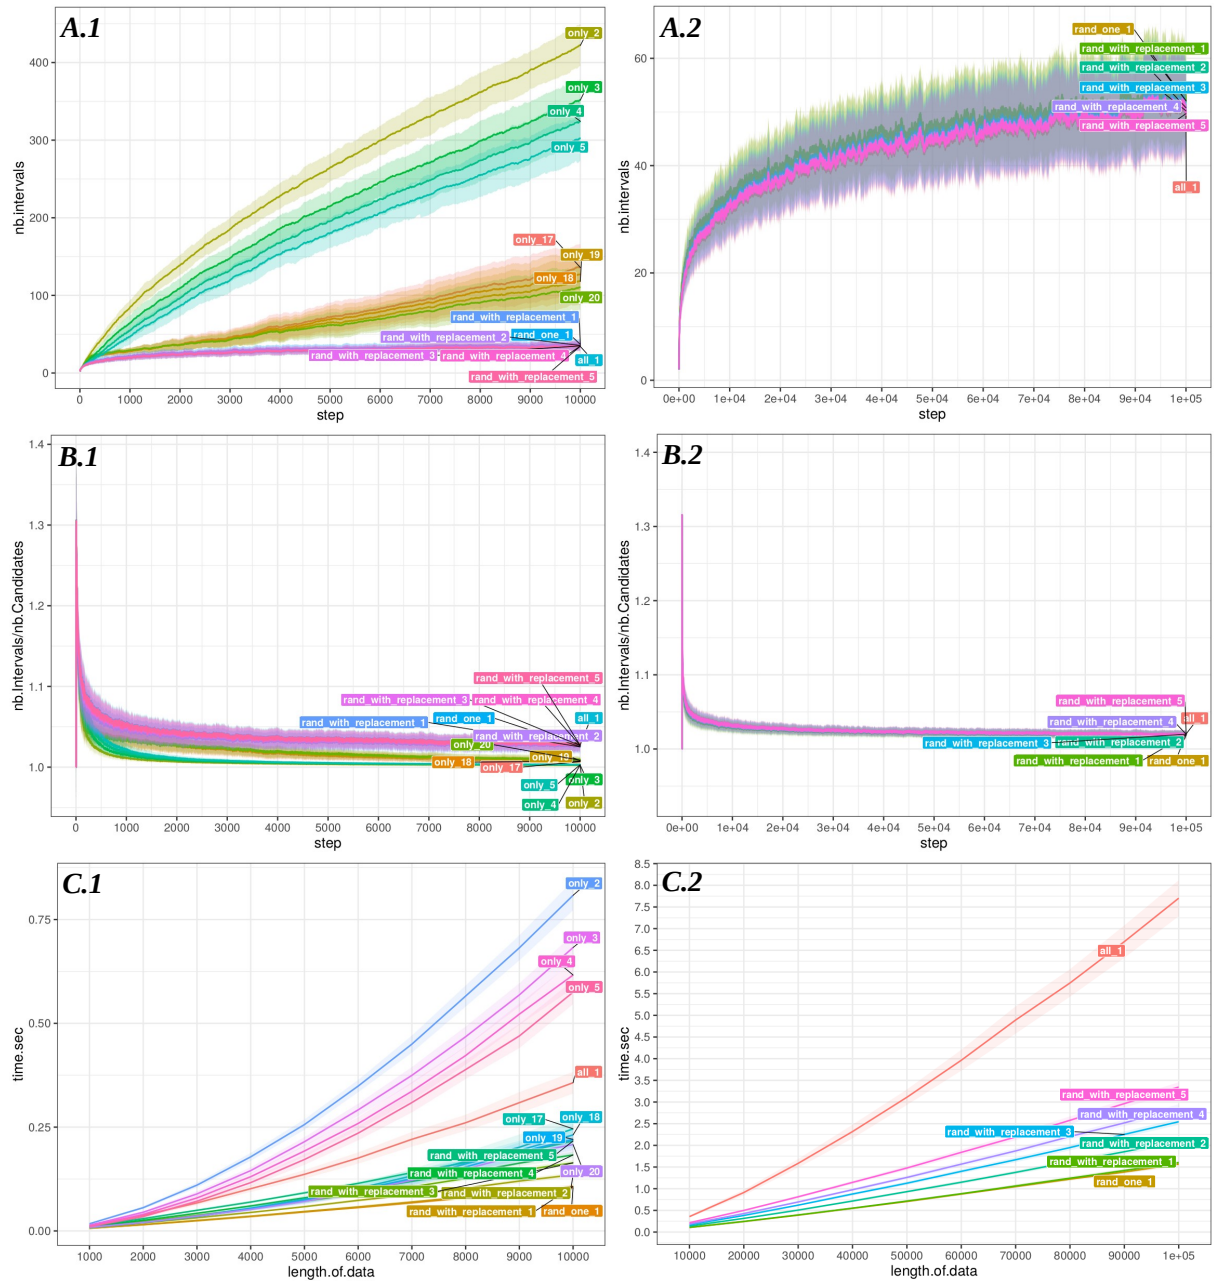 A.1
only_2
400
only_3
only_4
300
only_5
nb.intervals
200
only_17
only_19
only_18
100
only_20
rand_with_replacement_1
rand_with_replacement_2
rand_one_1
rand_with_replacement_3
rand_with_replacement_4
all_1
0
rand_with_replacement_5
0 1000 2000 3000 4000 5000 6000 7000 8000 9000 10000
step
A.2
rand_one_1
rand_with_replacement_1
60
rand_with_replacement_2
rand_with_replacement_3
rand_with_replacement_4
rand_with_replacement_5
nb.intervals
40
all_1
20
0
0e+00 1e+04 2e+04 3e+04 4e+04 5e+04 6e+04 7e+04 8e+04 9e+04 1e+05
step
B.1
1.4
1.3
1.2
nb.Intervals/nb.Candidates
1.1
rand_with_replacement_5
rand_with_replacement_3
rand_with_replacement_4
rand_with_replacement_1
rand_one_1
all_1
rand_with_replacement_2
only_20
only_19
1.0
only_18
only_17
only_5
only_3
only_4
only_2
0 1000 2000 3000 4000 5000 6000 7000 8000 9000 10000
step
B.2
1.4
1.3
1.2
nb.Intervals/nb.Candidates
1.1
rand_with_replacement_5
rand_with_replacement_4
all_1
rand_with_replacement_3
rand_with_replacement_2
1.0
rand_with_replacement_1
rand_one_1
0e+00 1e+04 2e+04 3e+04 4e+04 5e+04 6e+04 7e+04 8e+04 9e+04 1e+05
step
C.1
only_2
0.75
only_3
only_4
only_5
0.50
time.sec
all_1
0.25
only_17
only_18
only_19
rand_with_replacement_5
rand_with_replacement_4
only_20
rand_with_replacement_3
rand_with_replacement_2
rand_with_replacement_1
rand_one_1
0.00
1000 2000 3000 4000 5000 6000 7000 8000 9000 10000
length.of.data
C.2
8.5
8.0
7.5
7.0
6.5
all_1
6.0
5.5
5.0
4.5
time.sec
4.0
3.5
rand_with_replacement_5
3.0
rand_with_replacement_4
2.5
rand_with_replacement_3
rand_with_replacement_2
2.0
rand_with_replacement_1
1.5
rand_one_1
1.0
0.5
0.0
10000 20000 30000 40000 50000 60000 70000 80000 90000 1e+05
length.of.data